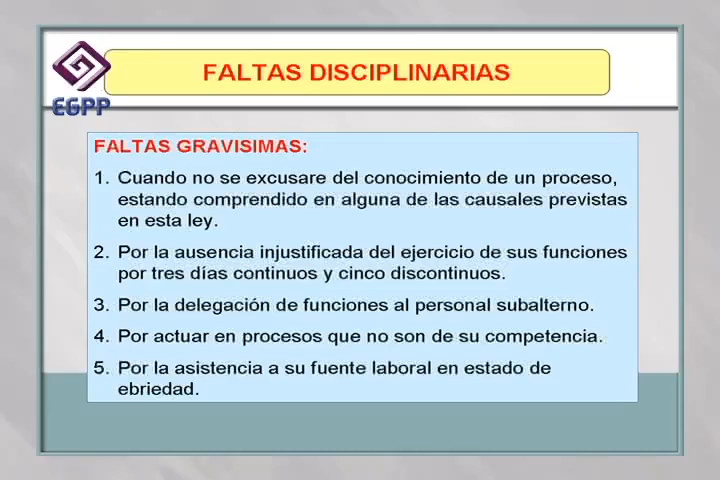 FALTAS DISCIPLINARIAS
EGPP
FALTAS GRAVISIMAS:
1. Cuando no se excusare del conocimiento de un proceso,
estando comprendido en alguna de las causales previstas
en esta ley.
2. Por la ausencia injustificada del ejercicio de sus funciones
por tres días continuos y cinco discontinuos.
3. Por la delegación de funciones al personal subalterno.
4. Por actuar en procesos que no son de su competencia.
5. Por la asistencia a su fuente laboral en estado de
ebriedad.